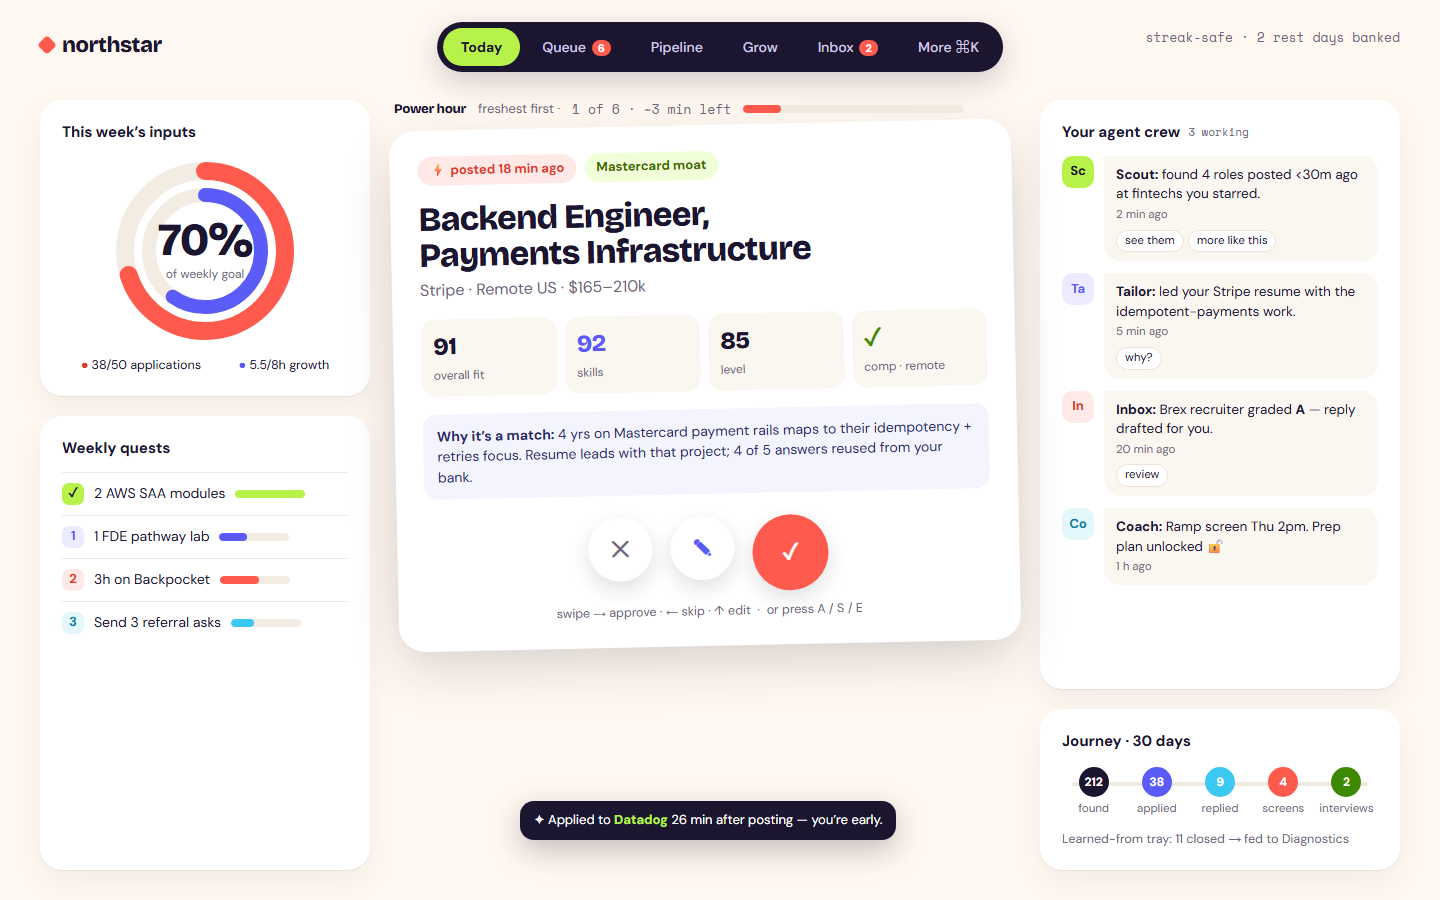 northstar
Today
Queue 6
Pipeline
Grow
Inbox 2
More ⌘K
streak-safe · 2 rest days banked
This week’s inputs
70%
of weekly goal
38/50 applications
5.5/8h growth
Weekly quests
✓ 2 AWS SAA modules
1 1 FDE pathway lab
2 3h on Backpocket
3 Send 3 referral asks
Power hour freshest first · 1 of 6 · ~3 min left
⚡ posted 18 min ago
Mastercard moat
Backend Engineer,
Payments Infrastructure
Stripe · Remote US · $165–210k
91
overall fit
92
skills
85
level
✓
comp · remote
Why it’s a match: 4 yrs on Mastercard payment rails maps to their idempotency +
retries focus. Resume leads with that project; 4 of 5 answers reused from your
bank.
swipe → approve · ← skip · ↑ edit · or press A / S / E
✦ Applied to Datadog 26 min after posting — you’re early.
Your agent crew 3 working
Sc
Scout: found 4 roles posted <30m ago
at fintechs you starred.
2 min ago
see them
more like this
Ta
Tailor: led your Stripe resume with the
idempotent-payments work.
5 min ago
why?
In
Inbox: Brex recruiter graded A — reply
drafted for you.
20 min ago
review
Co
Coach: Ramp screen Thu 2pm. Prep
plan unlocked 🔓
1 h ago
Journey · 30 days
212 38 9 4 2
found applied replied screens interviews
Learned-from tray: 11 closed → fed to Diagnostics